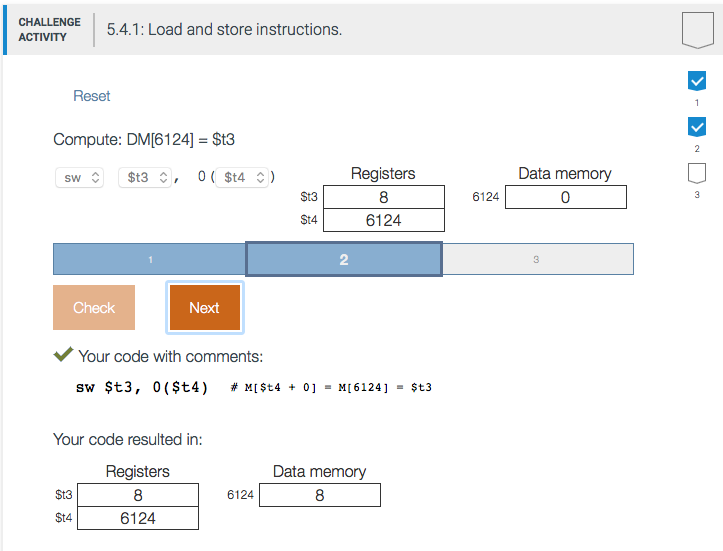 CHALLENGE
ACTIVITY
5.4.1: Load and store instructions.
Reset
1
Compute: DM[6124] = $t3
2
sw $t3 , 0 ( $t4 )
Registers Data memory
$t3 8 6124 0
3
$t4 6124
1 2 3
Check Next
Your code with comments:
sw $t3, 0($t4) # M[$t4 + 0] = M[6124] = $t3
Your code resulted in:
Registers Data memory
$t3 8 6124 8
$t4 6124